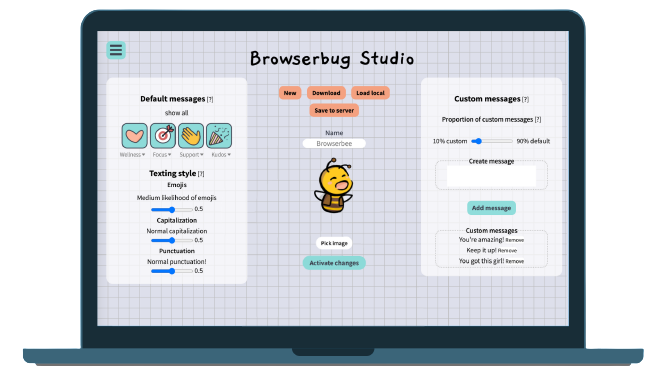 Browserbug Studio
Default messages [?]
show all
Wellness ▾ Focus ▾ Support ▾ Kudos ▾
Texting style [?]
Emojis
Medium likelihood of emojis
0.5
Capitalization
Normal capitalization
0.5
Punctuation
Normal punctuation!
0.5
New Download Load local
Save to server
Name
Browserbee
Pick image
Activate changes
Custom messages [?]
Proportion of custom messages [?]
10% custom 90% default
Create message
Add message
Custom messages
You're amazing! Remove
Keep it up! Remove
You got this girl! Remove